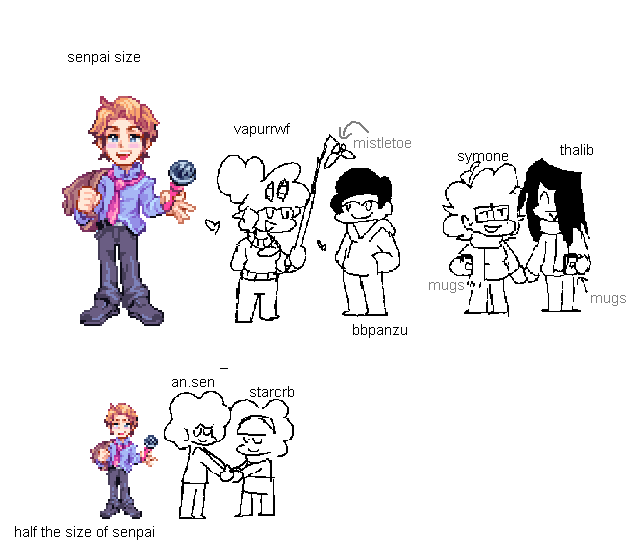 senpai size
vapurrwf
mistletoe
symone
thalib
mugs
mugs
bbpanzu
an.sen
starcrb
half the size of senpai